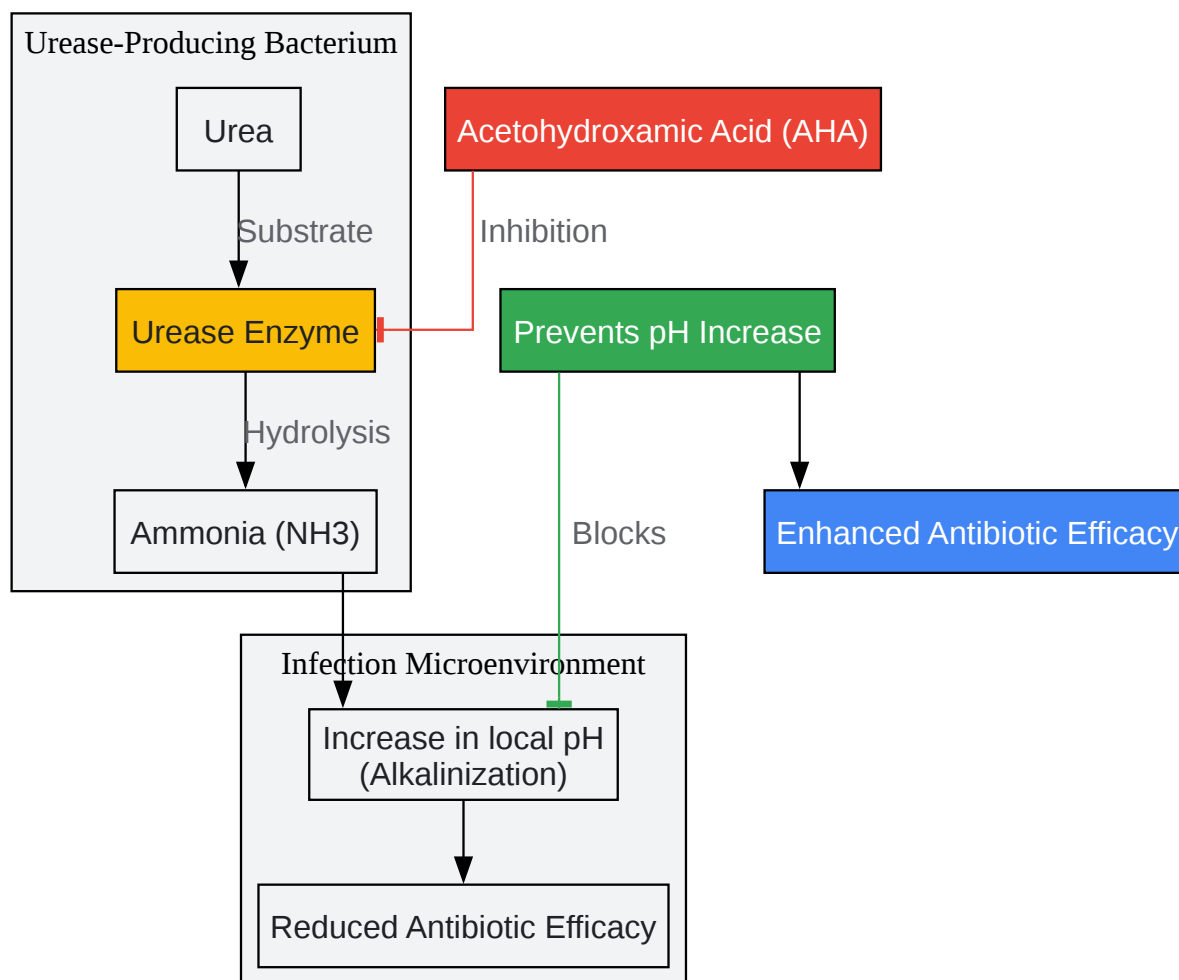 Urease-Producing Bacterium
Urea
Acetohydroxamic Acid (AHA)
Substrate
Inhibition
Urease Enzyme
Prevents pH Increase
Hydrolysis
Ammonia (NH3)
Blocks
Enhanced Antibiotic Efficacy
Infection Microenvironment
Increase in local pH
(Alkalinization)
Reduced Antibiotic Efficacy